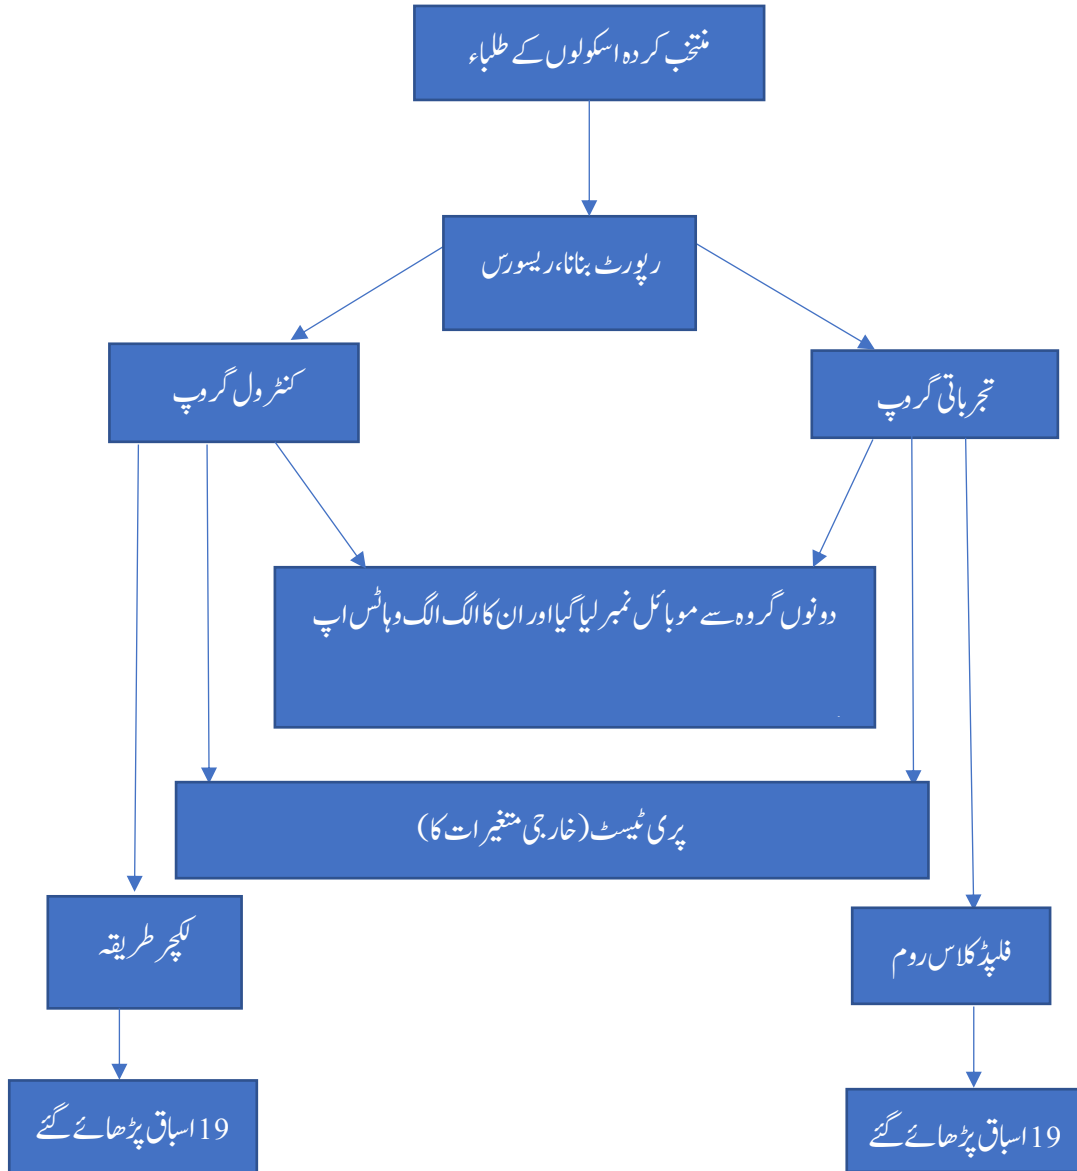 منتخب کردہ اسکولوں کے طلباء
رپورٹ بنانا،ریسورس
کنٹرول گروپ
تجرباتی گروپ
دونوں گروہ سے موبائل نمبر لیا گیا اور ان کا الگ الگ وہاٹس اپ
پری ٹیسٹ (خارجی متغیرات کا)
لکچر طریقہ
فلپڈ کلاس روم
19 اسباق پڑھائے گئے
19 اسباق پڑھائے گئے